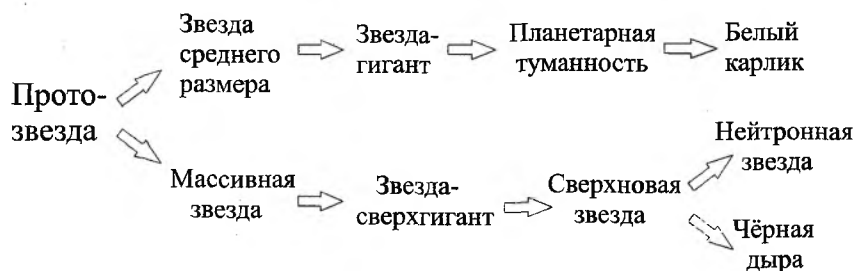 Прото-
звезда
Звезда
среднего
размера
Звезда-
гигант
Планетарная
туманность
Белый
карлик
Массивная
звезда
Звезда-
сверхгигант
Сверхновая
звезда
Нейтронная
звезда
Чёрная
дыра